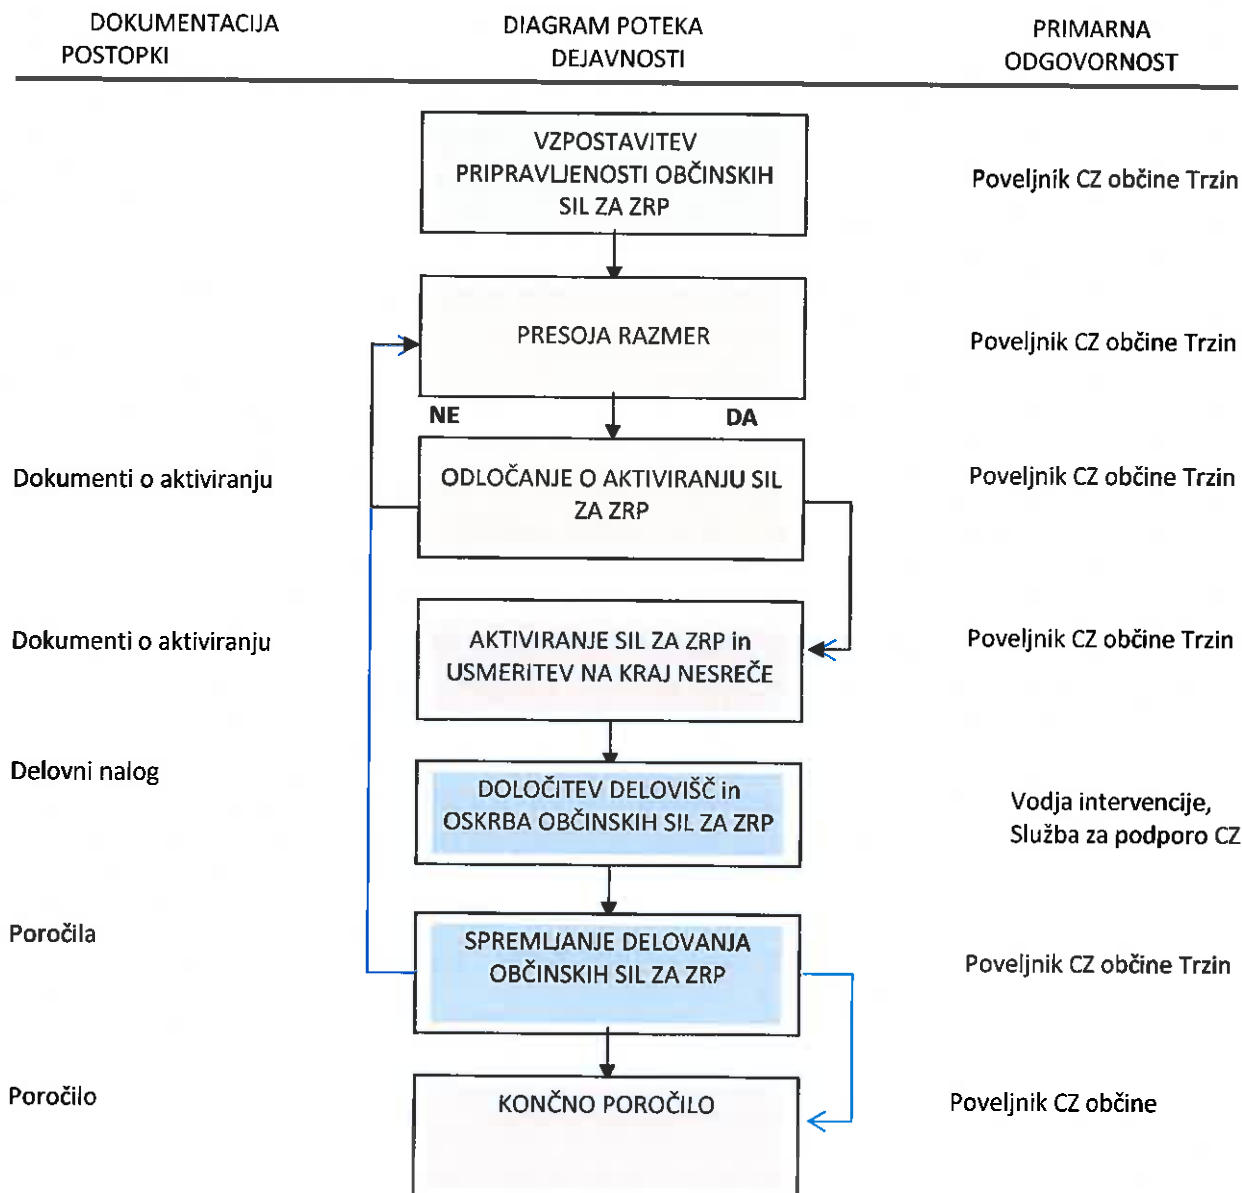 DOKUMENTACIJA
POSTOPKI
DIAGRAM POTEKA
DEJAVNOSTI
PRIMARNA
ODGOVORNOST
VZPOSTAVITEV
PRIPRAVLJENOSTI OBČINSKIH
SIL ZA ZRP
Poveljnik CZ občine Trzin
PRESOJA RAZMER
Poveljnik CZ občine Trzin
NE
DA
Dokumenti o aktiviranju
ODLOČANJE O AKTIVIRANJU SIL
ZA ZRP
Poveljnik CZ občine Trzin
Dokumenti o aktiviranju
AKTIVIRANJE SIL ZA ZRP in
USMERITEV NA KRAJ NESREČE
Poveljnik CZ občine Trzin
Delovni nalog
DOLOČITEV DELOVIŠČ in
OSKRBA OBČINSKIH SIL ZA ZRP
Vodja intervencije,
Služba za podporo CZ
Poročila
SPREMLJANJE DELOVANJA
OBČINSKIH SIL ZA ZRP
Poveljnik CZ občine Trzin
Poročilo
KONČNO POROČILO
Poveljnik CZ občine